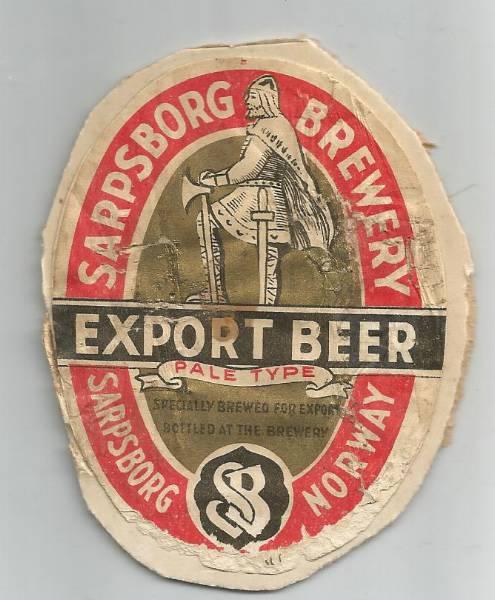 SARPSBORG BREWERY
EXPORT BEER
PALE TYPE
SPECIALLY BREWED FOR EXPORT
BOTTLED AT THE BREWERY
SARPSBORG NORWAY
SB